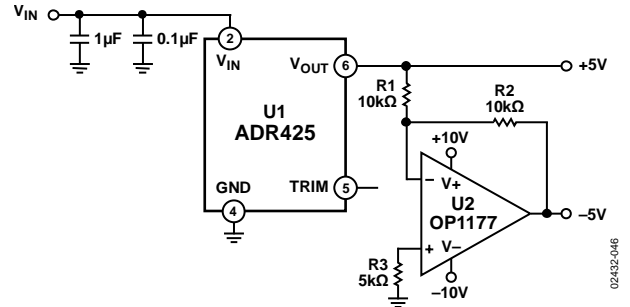 VIN
1µF
0.1µF
2
VIN
VOUT
6
+5V
R1
10kΩ
R2
10kΩ
U1
ADR425
+10V
GND
TRIM
5
4
−
V+
U2
OP1177
–5V
+
V–
R3
5kΩ
–10V
02432-046